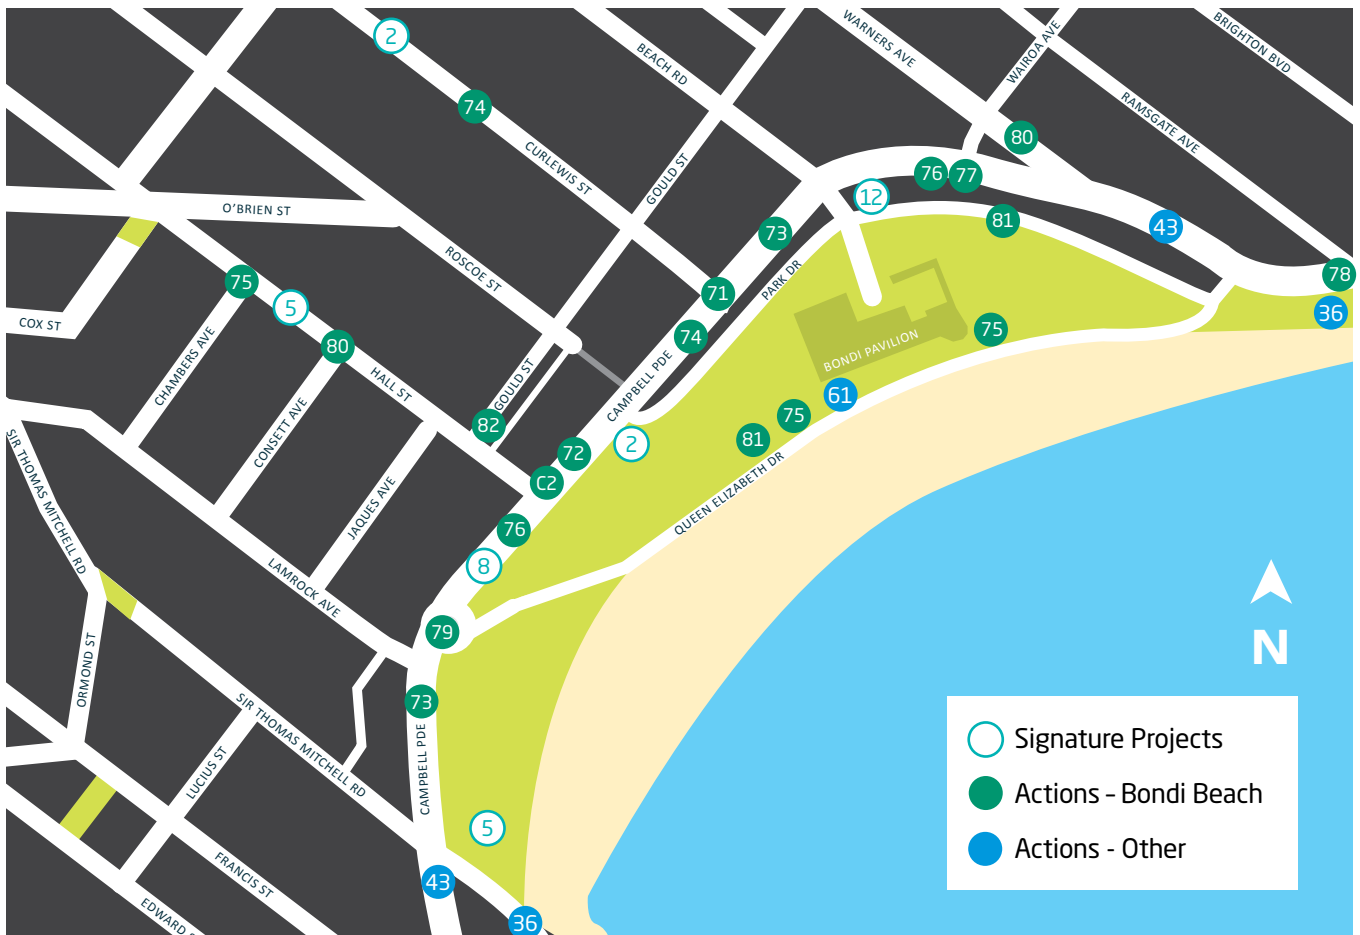 2
WARNERS AVE
WAIROA AVE
BRIGHTON BVD
BEACH RD
74
RAMSGATE AVE
80
CURLEWIS ST
GOULD ST
76
77
12
O'BRIEN ST
81
43
73
ROSCOE ST
PARK DR
75
78
71
5
36
COX ST
74
75
80
BONDI PAVILION
CHAMBERS AVE
HALL ST
CAMPBELL PDE
GOULD ST
61
75
82
CONSETT AVE
81
2
72
C2
SIR THOMAS MITCHELL RD
QUEEN ELIZABETH DR
JAQUES AVE
76
8
LAMROCK AVE
79
N
ORMOND ST
73
SIR THOMAS MITCHELL RD
CAMPBELL PDE
LUCIUS ST
Signature Projects
Actions – Bondi Beach
Actions - Other
5
FRANCIS ST
43
EDWARD
36